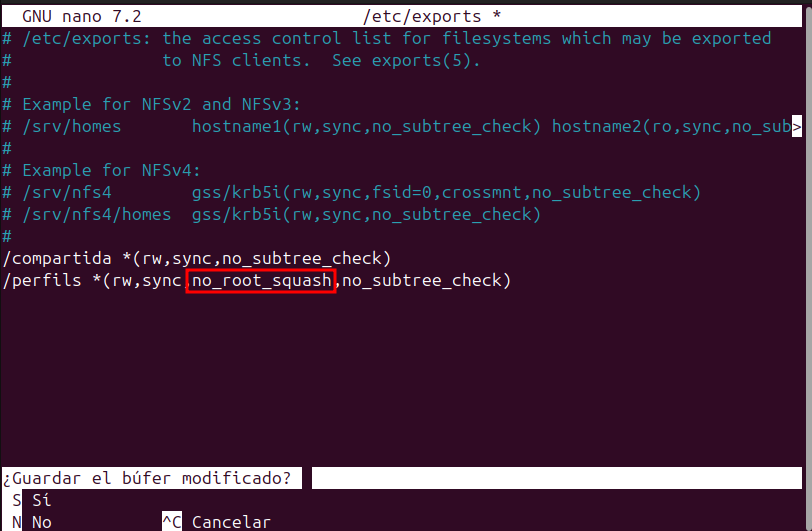 GNU nano 7.2 /etc/exports *
# /etc/exports: the access control list for filesystems which may be exported
# to NFS clients. See exports(5).
#
# Example for NFSv2 and NFSv3:
# /srv/homes hostname1(rw,sync,no_subtree_check) hostname2(ro,sync,no_sub>
#
# Example for NFSv4:
# /srv/nfs4 gss/krb5i(rw,sync,fsid=0,crossmnt,no_subtree_check)
# /srv/nfs4/homes gss/krb5i(rw,sync,no_subtree_check)
#
/compartida *(rw,sync,no_subtree_check)
/perfils *(rw,sync,no_root_squash,no_subtree_check)
¿Guardar el búfer modificado?
S Sí
N No ^C Cancelar